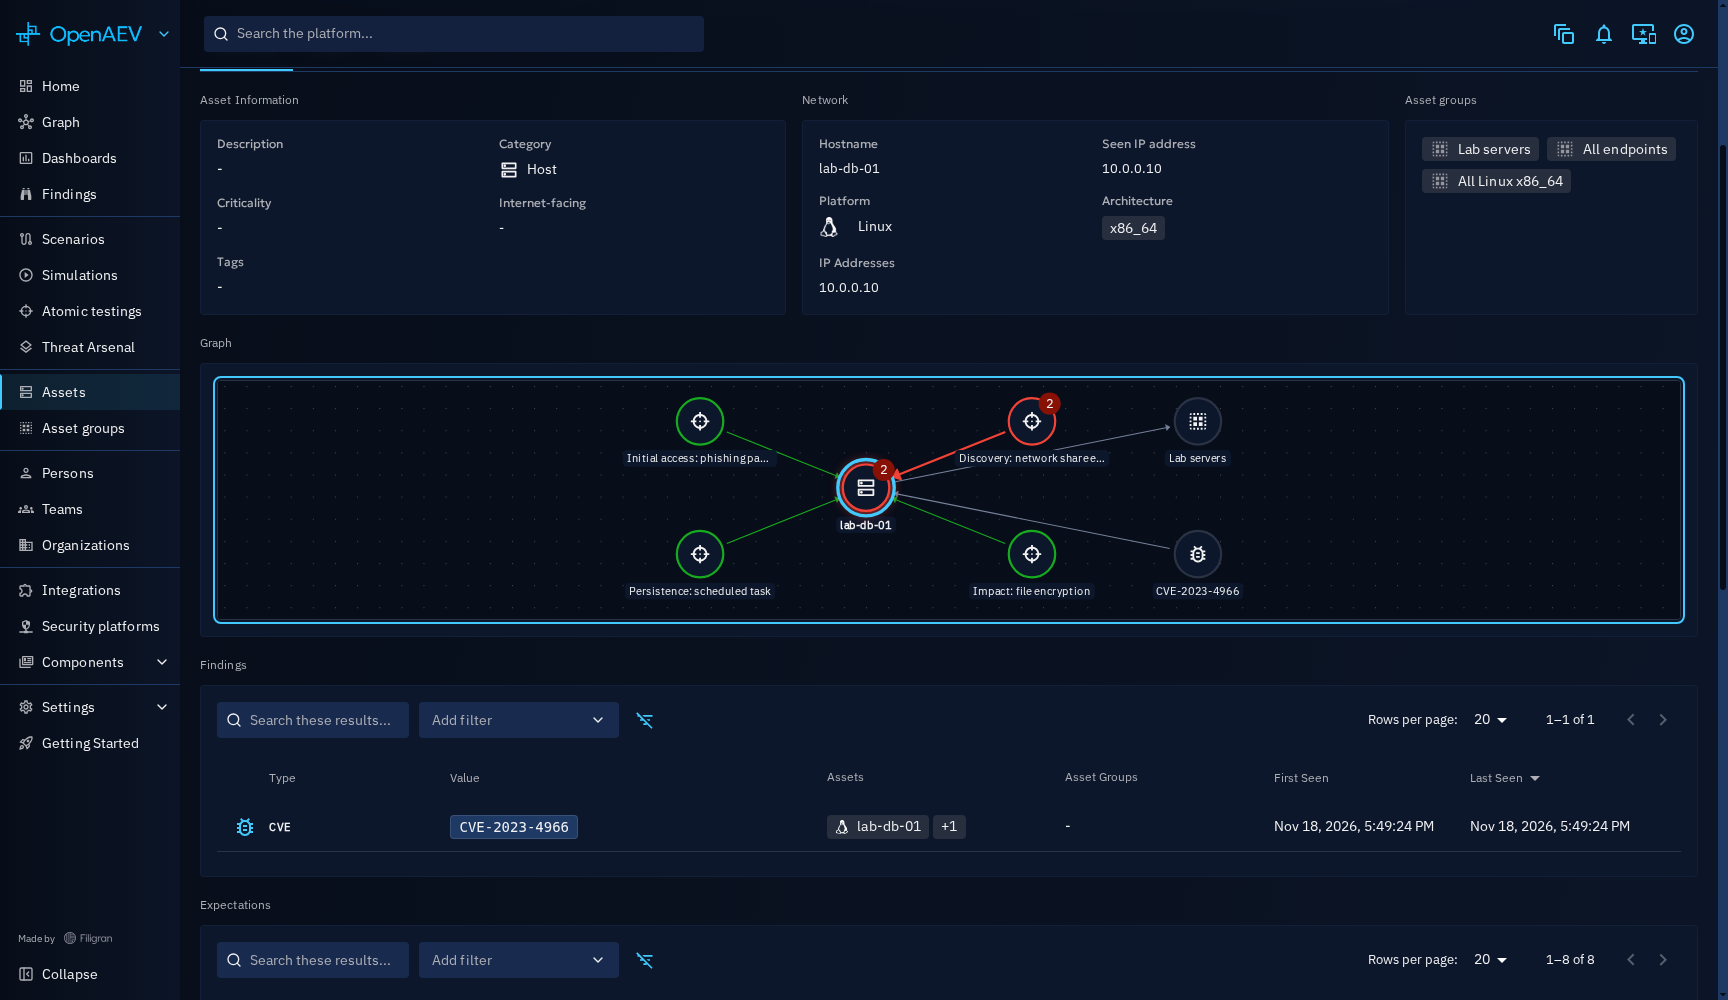 OpenAEV
Search the platform...
Home
Graph
Dashboards
Findings
Scenarios
Simulations
Atomic testings
Threat Arsenal
Assets
Asset groups
Persons
Teams
Organizations
Integrations
Security platforms
Components
Settings
Getting Started
Made by Filigran
Collapse
Asset Information
Description
-
Category
Host
Criticality
-
Internet-facing
-
Tags
-
Network
Hostname
lab-db-01
Seen IP address
10.0.0.10
Platform
Linux
Architecture
x86_64
IP Addresses
10.0.0.10
Asset groups
Lab servers
All endpoints
All Linux x86_64
Graph
2
Initial access: phishing pa...
Discovery: network share e...
Lab servers
2
lab-db-01
Persistence: scheduled task
Impact: file encryption
CVE-2023-4966
Findings
Search these results...
Add filter
Rows per page: 20
1–1 of 1
Type Value Assets Asset Groups First Seen Last Seen
CVE CVE-2023-4966 lab-db-01 +1 - Nov 18, 2026, 5:49:24 PM Nov 18, 2026, 5:49:24 PM
Expectations
Search these results...
Add filter
Rows per page: 20
1–8 of 8